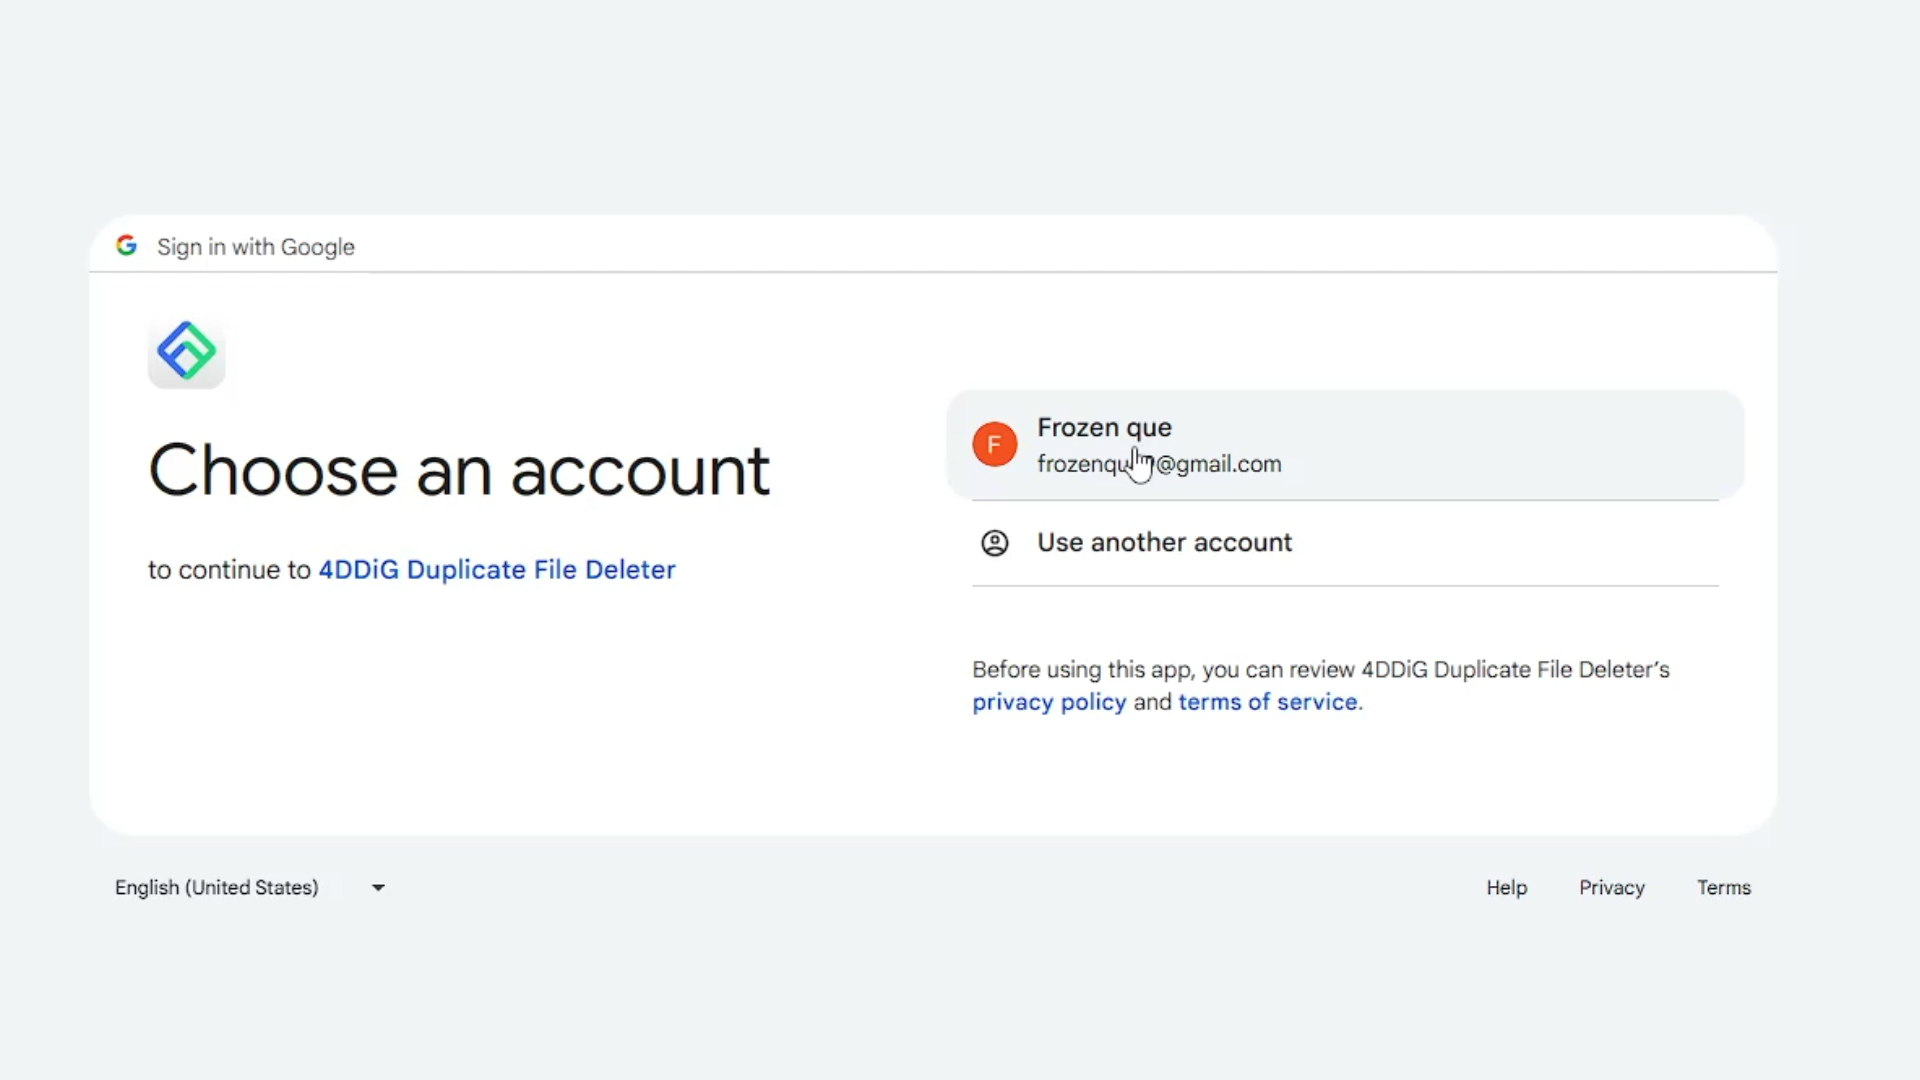 Sign in with Google
Choose an account
to continue to 4DDiG Duplicate File Deleter
F
Frozen que
@gmail.com
Use another account
Before using this app, you can review 4DDiG Duplicate File Deleter’s
privacy policy and terms of service.
English (United States)
Help Privacy Terms